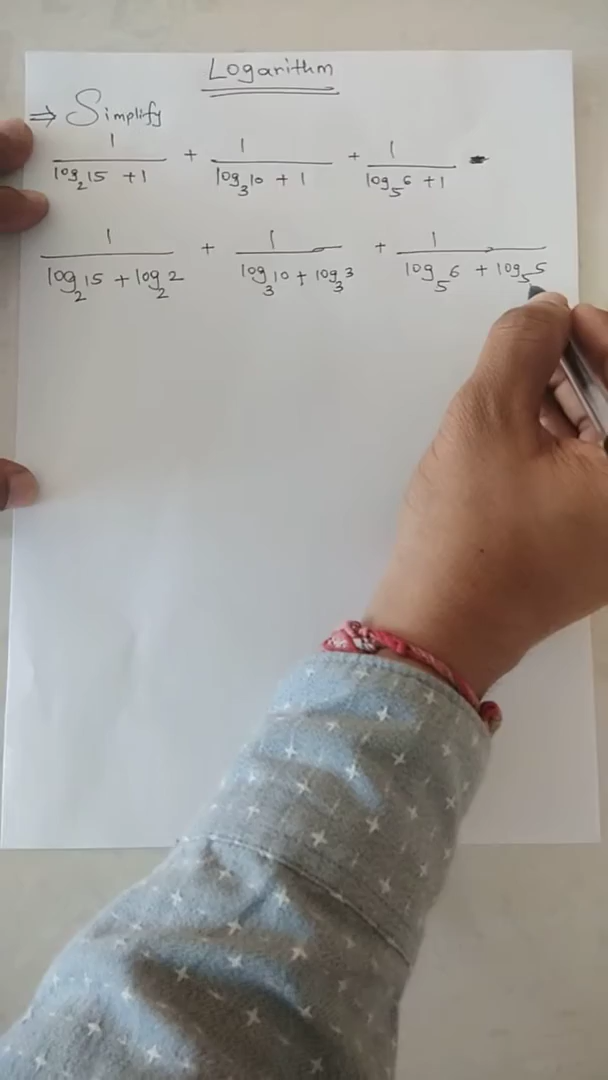 Logarithm
⇒ Simplify
1/(log₂15 + 1) + 1/(log₃10 + 1) + 1/(log₅6 + 1)
1/(log₂15 + log₂2) + 1/(log₃10 + log₃3) + 1/(log₅6 + log₅5)